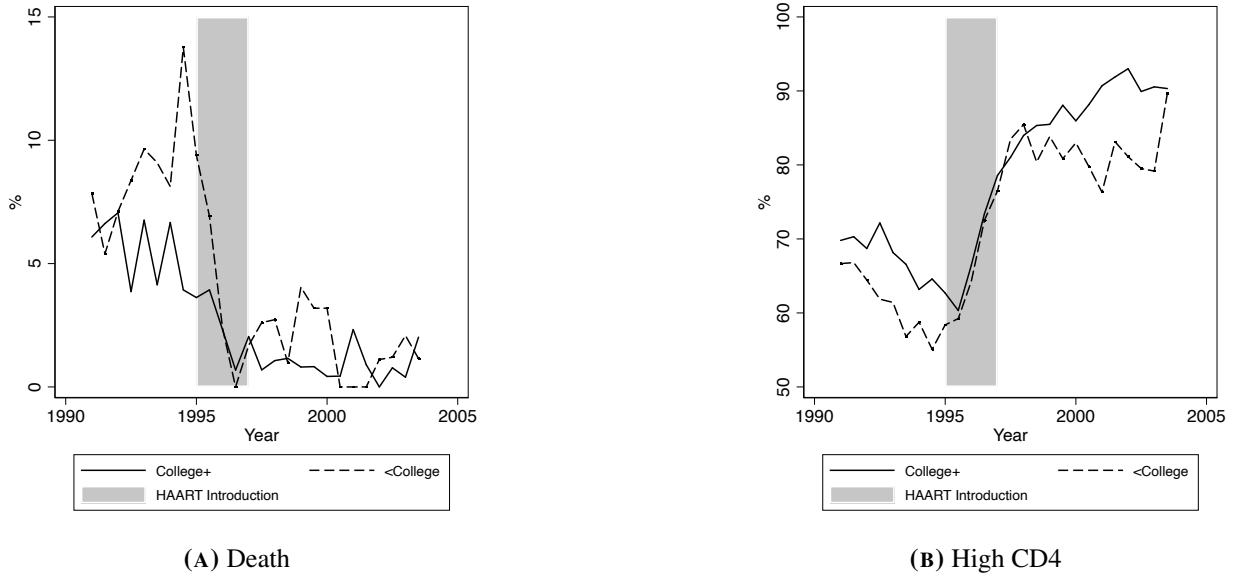 15
10
5
0
%
1990 1995 2000 2005
Year
College+ <College
HAART Introduction
(A) Death
100
90
80
70
60
50
%
1990 1995 2000 2005
Year
College+ <College
HAART Introduction
(B) High CD4